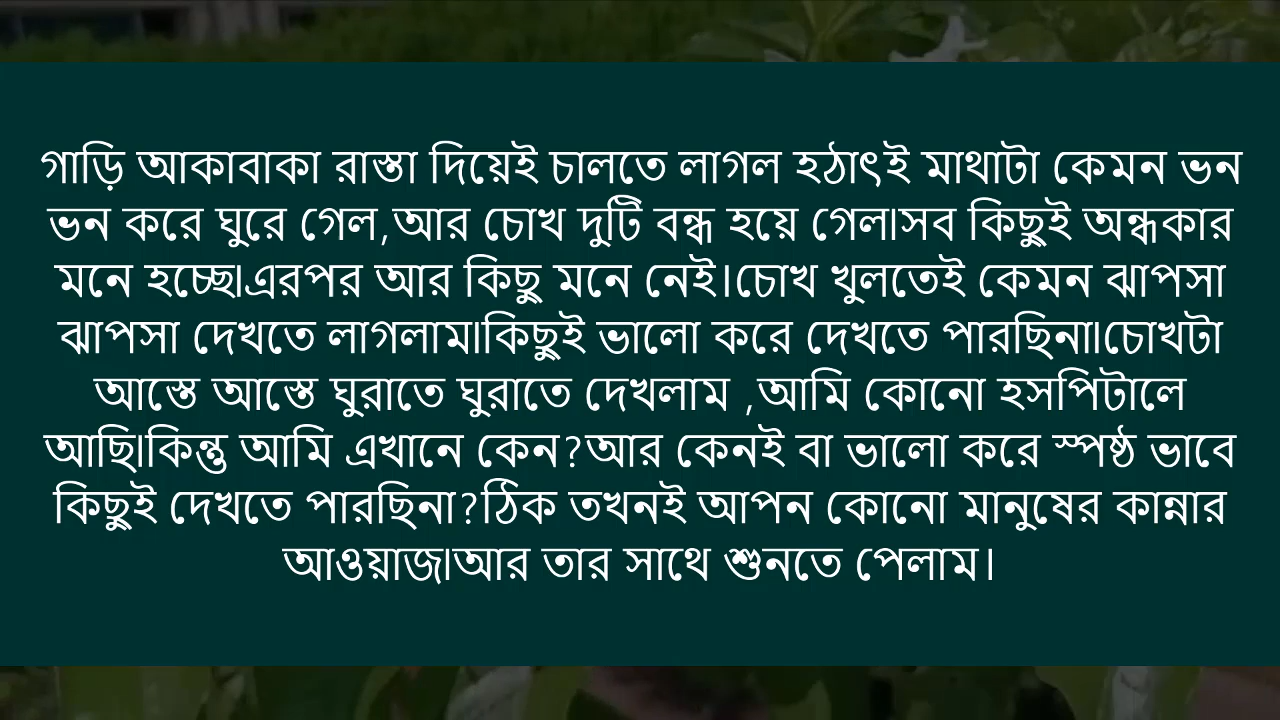 গাড়ি আকাবাকা রাস্তা দিয়েই চালতে লাগল হঠাৎই মাথাটা কেমন ভন
ভন করে ঘুরে গেল,আর চোখ দুটি বন্ধ হয়ে গেল।সব কিছুই অন্ধকার
মনে হচ্ছে।এরপর আর কিছু মনে নেই।চোখ খুলতেই কেমন ঝাপসা
ঝাপসা দেখতে লাগলাম।কিছুই ভালো করে দেখতে পারছিনা।চোখটা
আস্তে আস্তে ঘুরাতে ঘুরাতে দেখলাম ,আমি কোনো হসপিটালে
আছি।কিন্তু আমি এখানে কেন?আর কেনই বা ভালো করে স্পষ্ঠ ভাবে
কিছুই দেখতে পারছিনা?ঠিক তখনই আপন কোনো মানুষের কান্নার
আওয়াজ।আর তার সাথে শুনতে পেলাম।